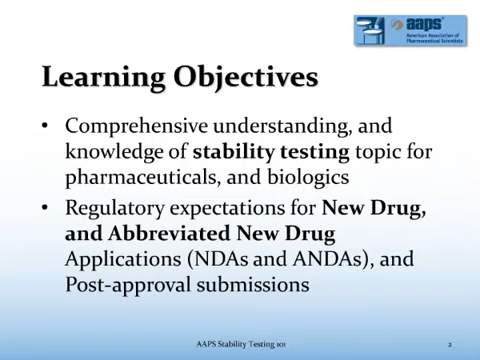 aaps
American Association of
Pharmaceutical Scientists
Learning Objectives
• Comprehensive understanding, and
knowledge of stability testing topic for
pharmaceuticals, and biologics
• Regulatory expectations for New Drug,
and Abbreviated New Drug
Applications (NDAs and ANDAs), and
Post-approval submissions
AAPS Stability Testing 101
2